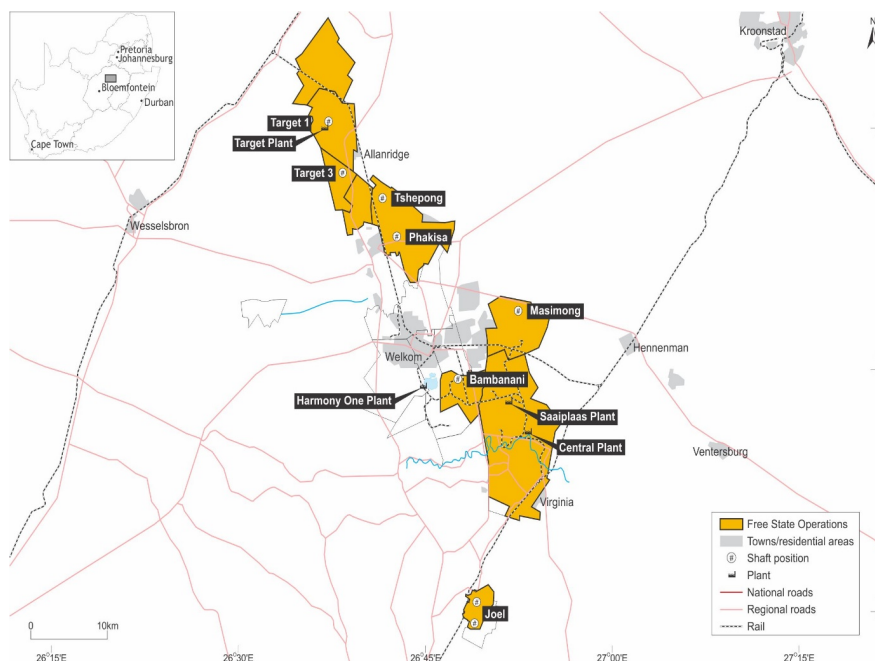 Pretoria
Johannesburg
Bloemfontein
Durban
Cape Town
N
Kroonstad
Target 1
Target Plant
Allanridge
Target 3
Tshepong
Wesselsbron
Phakisa
Masimong
Welkom
Hennenman
Bambanani
Harmony One Plant
Saaiplaas Plant
Central Plant
Ventersburg
Virginia
Joel
Free State Operations
Towns/residential areas
# Shaft position
Plant
National roads
Regional roads
Rail
0 10km
26°15'E 26°30'E 26°45'E 27°00'E 27°15'E